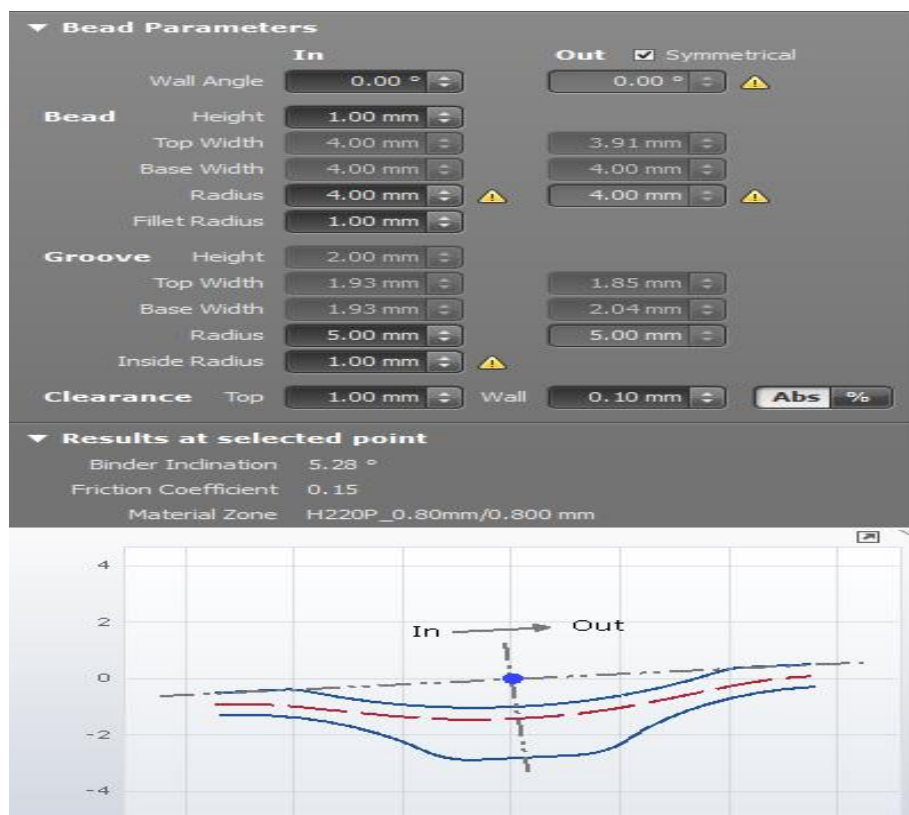 Bead Parameters
In Out Symmetrical
Wall Angle 0.00 ° 0.00 °
Bead Height 1.00 mm
Top Width 4.00 mm 3.91 mm
Base Width 4.00 mm 4.00 mm
Radius 4.00 mm 4.00 mm
Fillet Radius 1.00 mm
Groove Height 2.00 mm
Top Width 1.93 mm 1.85 mm
Base Width 1.93 mm 2.04 mm
Radius 5.00 mm 5.00 mm
Inside Radius 1.00 mm
Clearance Top 1.00 mm Wall 0.10 mm Abs %
Results at selected point
Binder Inclination 5.28 °
Friction Coefficient 0.15
Material Zone H220P_0.80mm/0.800 mm
4
2
In Out
0
-2
-4